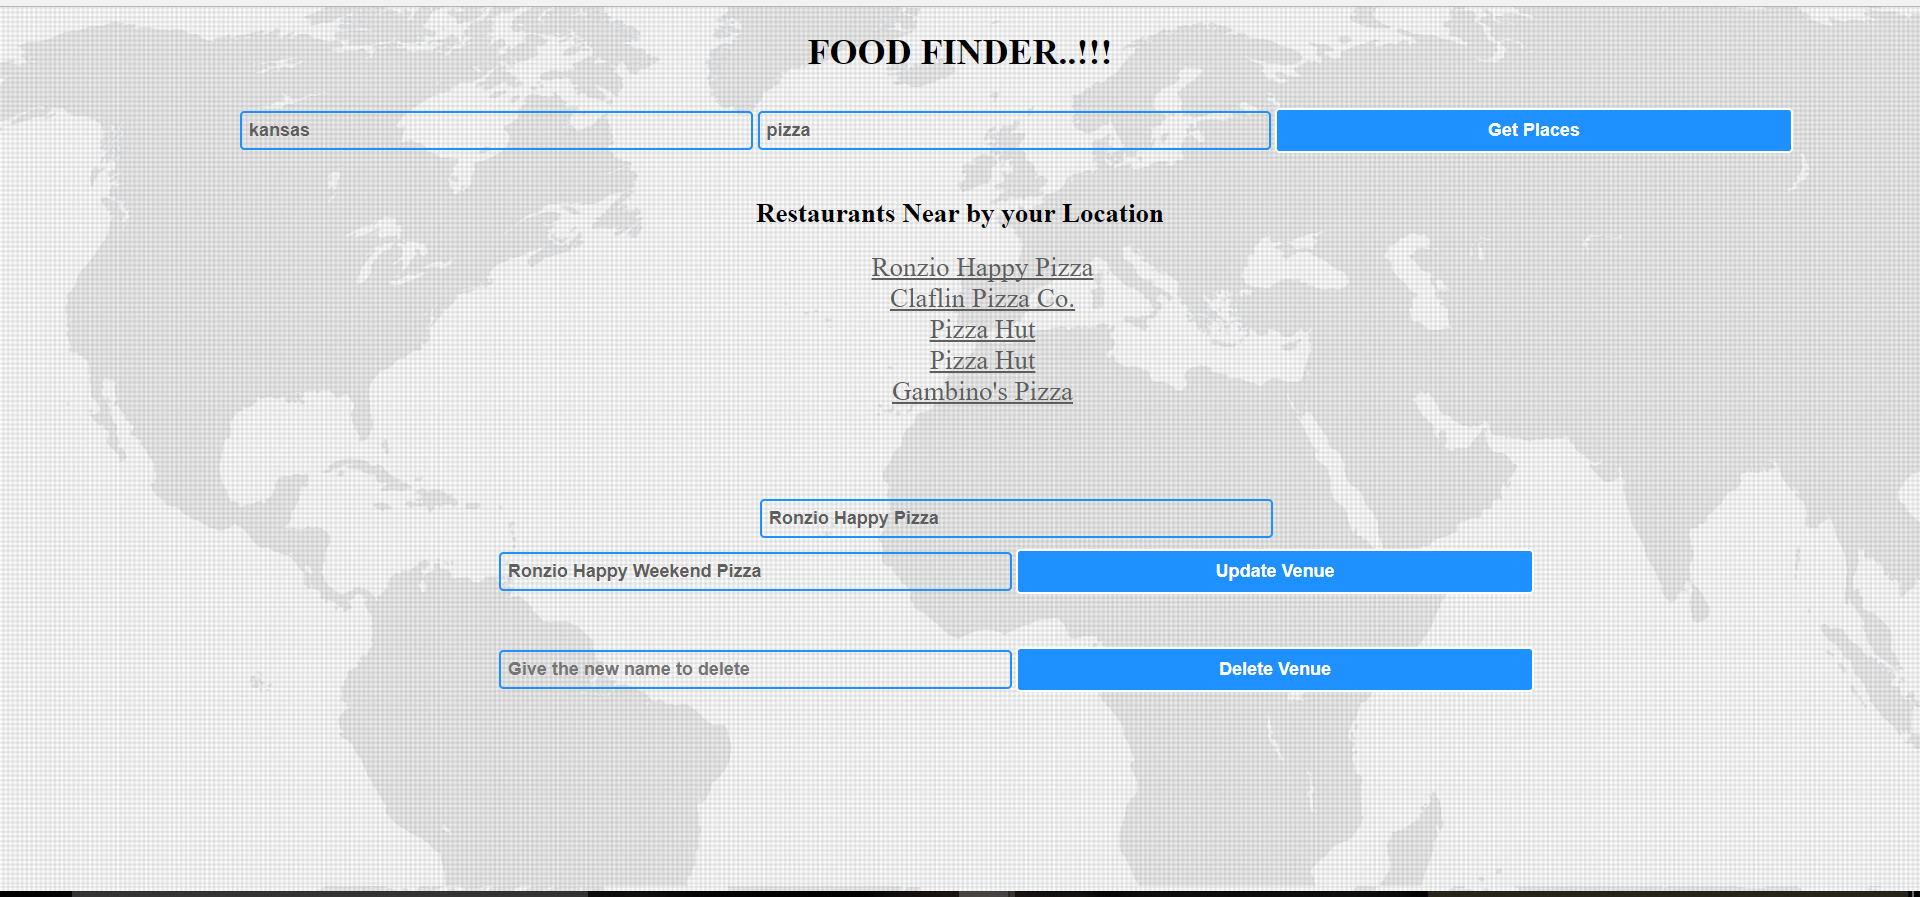 FOOD FINDER..!!!
kansas pizza Get Places
Restaurants Near by your Location
Ronzio Happy Pizza
Claflin Pizza Co.
Pizza Hut
Pizza Hut
Gambino's Pizza
Ronzio Happy Pizza
Ronzio Happy Weekend Pizza Update Venue
Give the new name to delete Delete Venue